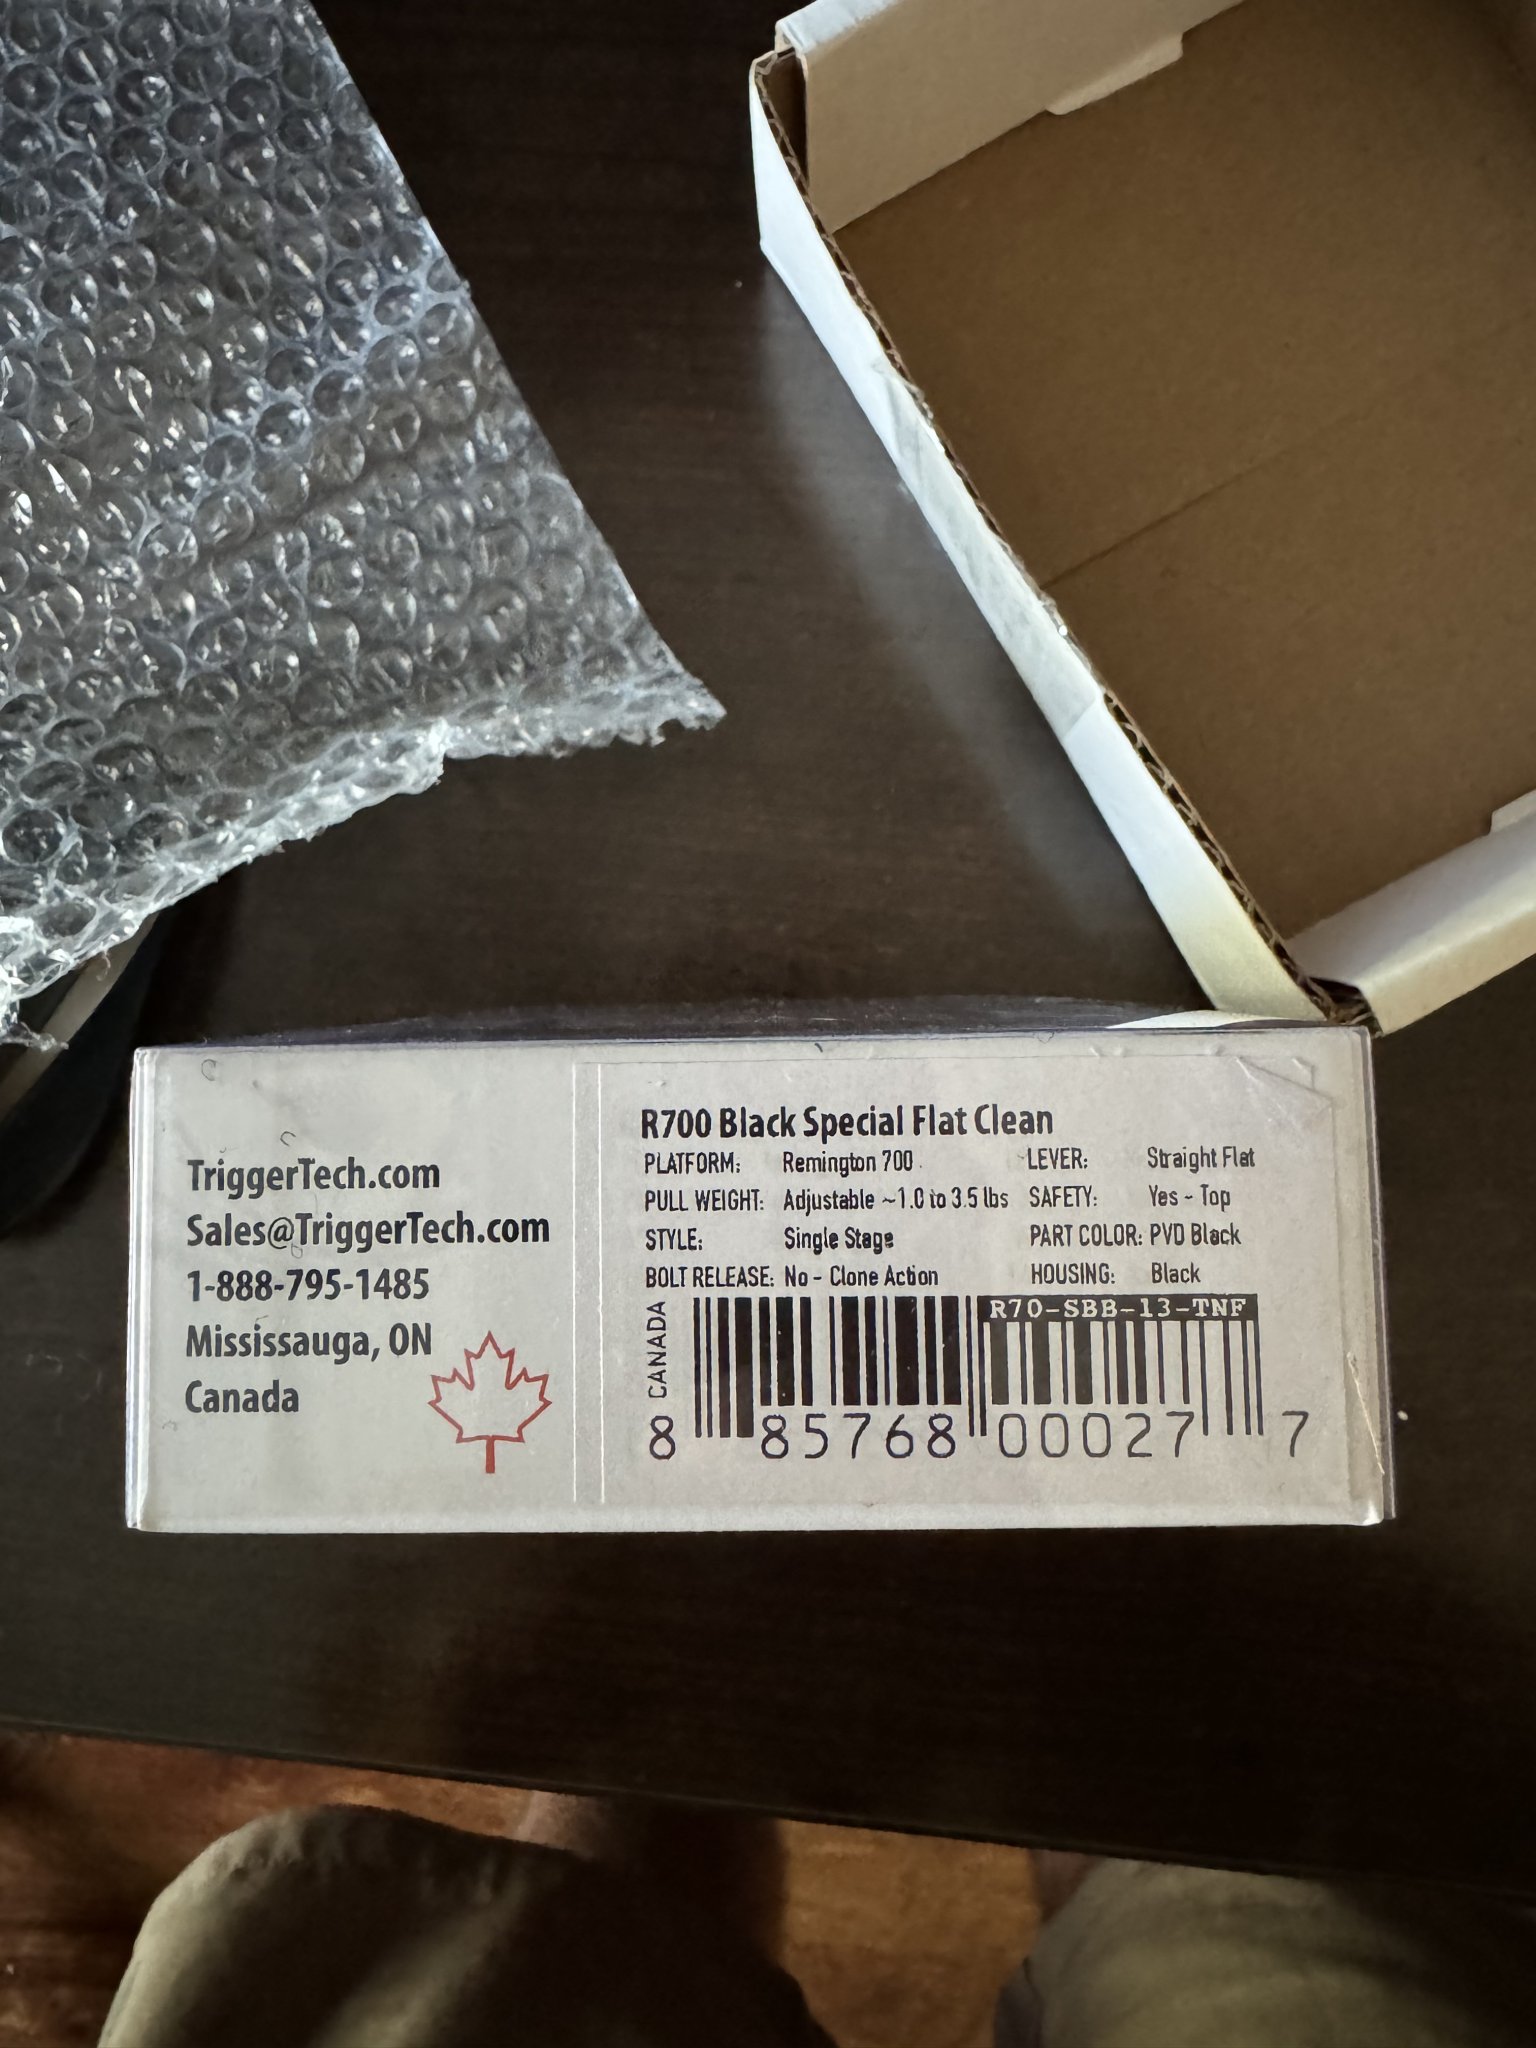 TriggerTech.com
Sales@TriggerTech.com
1-888-795-1485
Mississauga, ON
Canada
R700 Black Special Flat Clean
PLATFORM: Remington 700 LEVER: Straight Flat
PULL WEIGHT: Adjustable ~1.0 to 3.5 lbs SAFETY: Yes - Top
STYLE: Single Stage PART COLOR: PVD Black
BOLT RELEASE: No - Clone Action HOUSING: Black
CANADA
R70-SBB-13-TNF
8 85768 00027 7